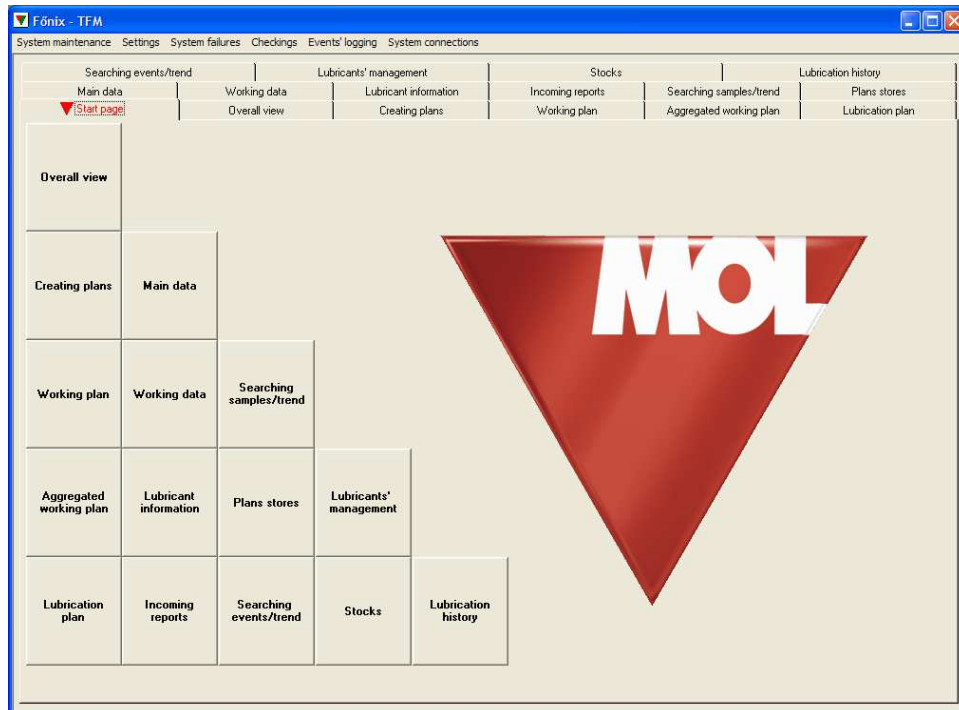 Főnix - TFM
System maintenance Settings System failures Checkings Events' logging System connections
Searching events/trend Lubricants' management Stocks Lubrication history
Main data Working data Lubricant information Incoming reports Searching samples/trend Plans stores
Start page Overall view Creating plans Working plan Aggregated working plan Lubrication plan
Overall view
Creating plans
Main data
MOL
Working plan
Working data
Searching
samples/trend
Aggregated
working plan
Lubricant
information
Plans stores
Lubricants'
management
Lubrication
plan
Incoming
reports
Searching
events/trend
Stocks
Lubrication
history